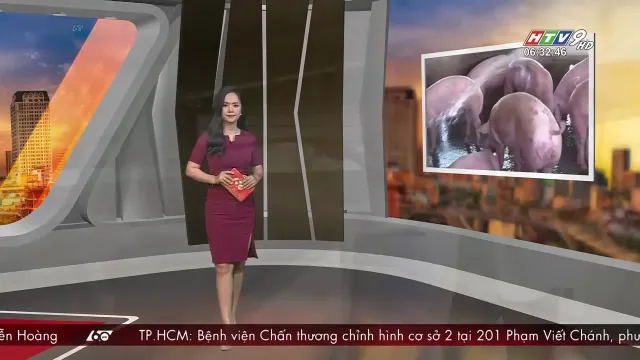 HTV9 HD
06:32:46
ễn Hoàng 60 TP.HCM: Bệnh viện Chấn thương chỉnh hình cơ sở 2 tại 201 Phạm Viết Chánh, phư